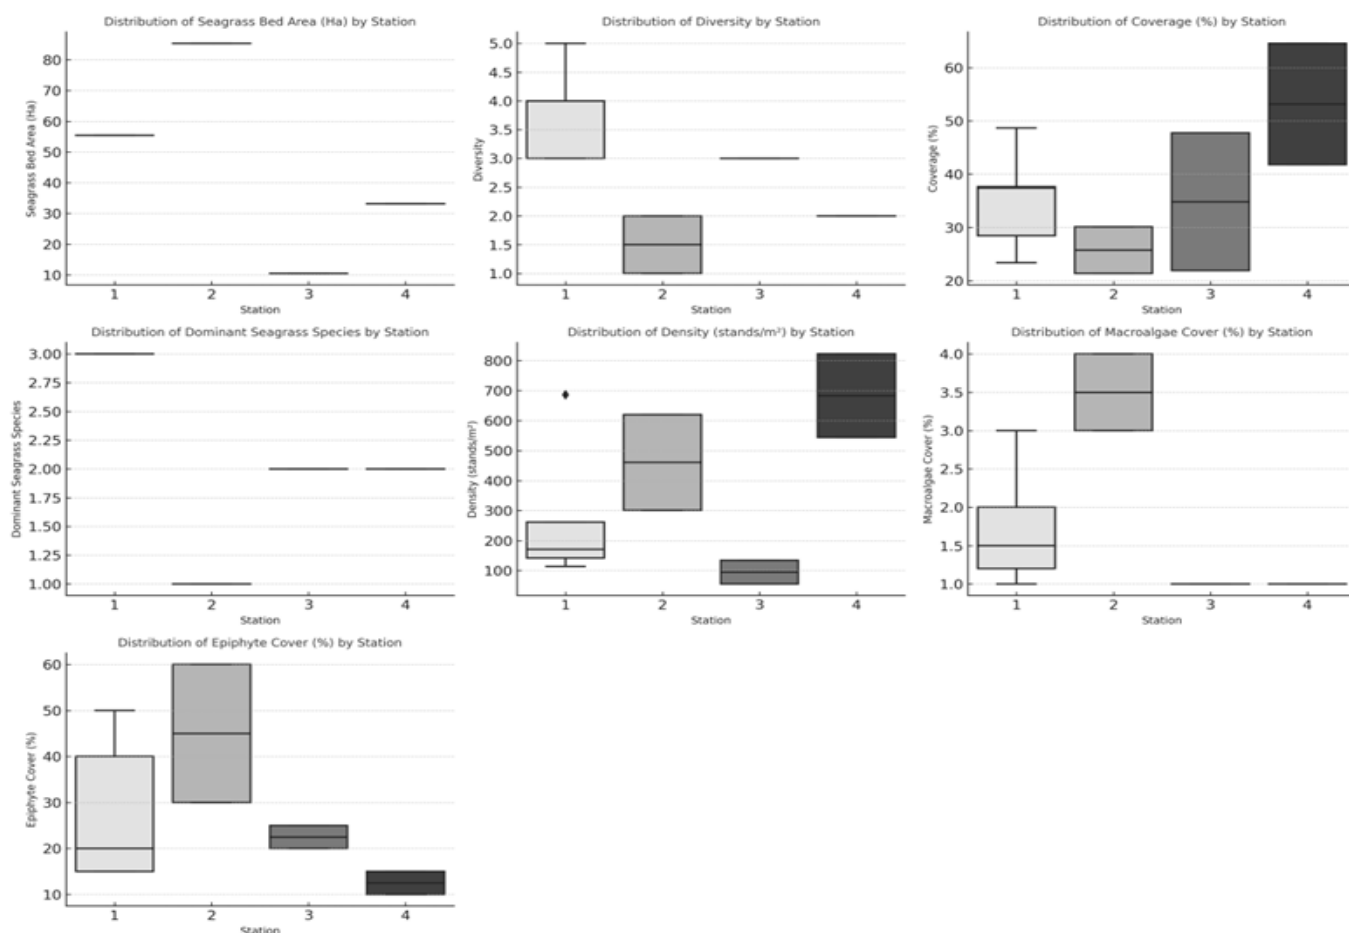 Distribution of Seagrass Bed Area (Ha) by Station
Seagrass Bed Area (Ha)
80
70
60
50
40
30
20
10
1 2 3 4
Station
Distribution of Diversity by Station
Diversity
5.0
4.5
4.0
3.5
3.0
2.5
2.0
1.5
1.0
1 2 3 4
Station
Distribution of Coverage (%) by Station
Coverage (%)
60
50
40
30
20
1 2 3 4
Station
Distribution of Dominant Seagrass Species by Station
Dominant Seagrass Species
3.00
2.75
2.50
2.25
2.00
1.75
1.50
1.25
1.00
1 2 3 4
Station
Distribution of Density (stands/m²) by Station
Density (stands/m²)
800
700
600
500
400
300
200
100
1 2 3 4
Station
Distribution of Macroalgae Cover (%) by Station
Macroalgae Cover (%)
4.0
3.5
3.0
2.5
2.0
1.5
1.0
1 2 3 4
Station
Distribution of Epiphyte Cover (%) by Station
Epiphyte Cover (%)
60
50
40
30
20
10
1 2 3 4
Station